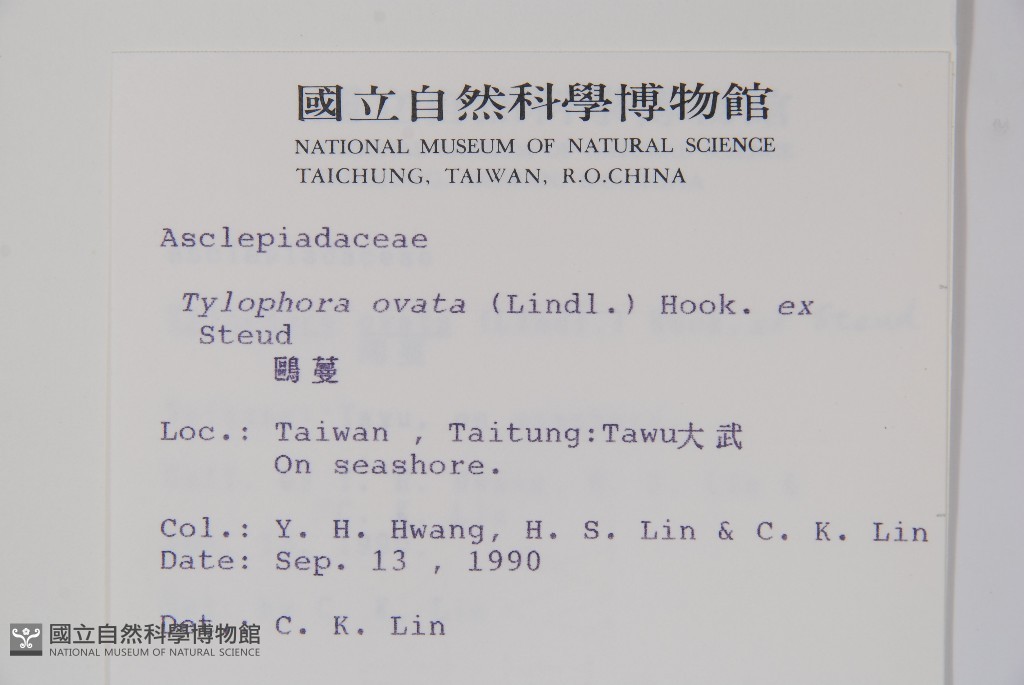 國立自然科學博物館
NATIONAL MUSEUM OF NATURAL SCIENCE
TAICHUNG, TAIWAN, R.O.CHINA
Asclepiadaceae
Tylophora ovata (Lindl.) Hook. ex
Steud
鷗蔓
Loc.: Taiwan , Taitung:Tawu大武
On seashore.
Col.: Y. H. Hwang, H. S. Lin & C. K. Lin
Date: Sep. 13 , 1990
Det.: C. K. Lin
國立自然科學博物館
NATIONAL MUSEUM OF NATURAL SCIENCE